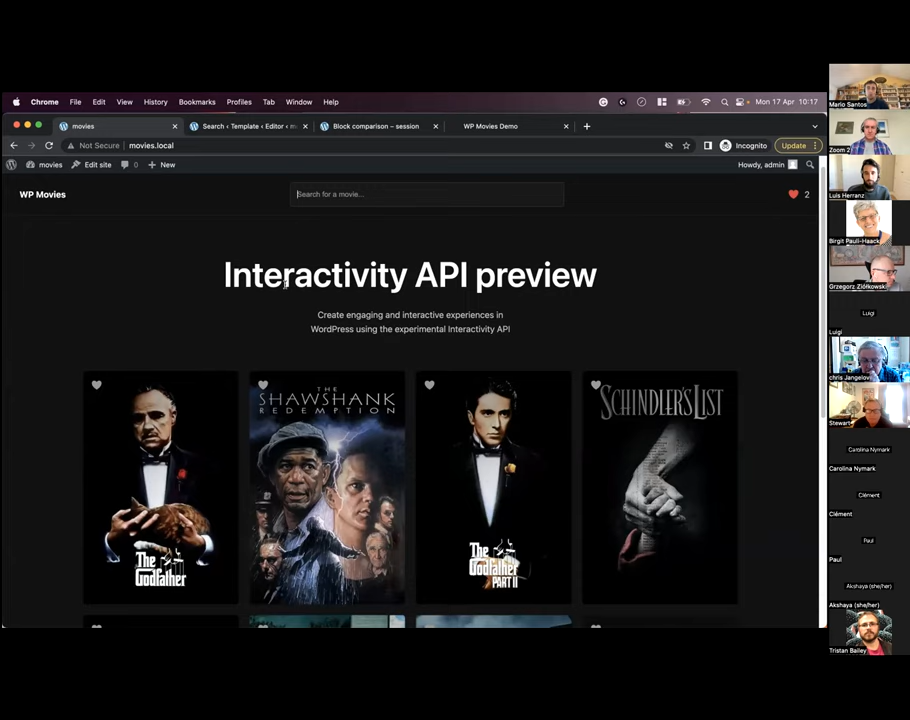 Chrome File Edit View History Bookmarks Profiles Tab Window Help Mon 17 Apr 10:17
movies
Search ‹ Template ‹ Editor ‹ m
Block comparison – session
WP Movies Demo
Not Secure movies.local
Incognito
Update
movies Edit site 0 New
Howdy, admin
WP Movies
Search for a movie...
2
Interactivity API preview
Create engaging and interactive experiences in
WordPress using the experimental Interactivity API
The
Godfather
THE
SHAWSHANK
REDEMPTION
The
Godfather
PART II
SCHINDLER'S LIST
Mario Santos
Zoom 2
Luis Herranz
Birgit Pauli-Haack
Grzegorz Ziółkowski
Luigi
Luigi
chris Jangelov
Stewart
Carolina Nymark
Carolina Nymark
Clément
Clément
Paul
Paul
Akshaya (she/her)
Akshaya (she/her)
Tristan Bailey